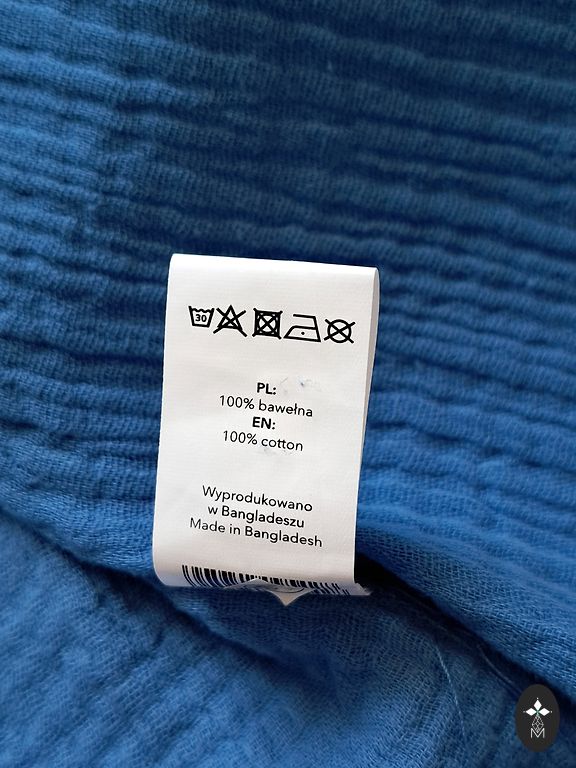 30
PL:
100% bawełna
EN:
100% cotton
Wyprodukowano
w Bangladeszu
Made in Bangladesh
M